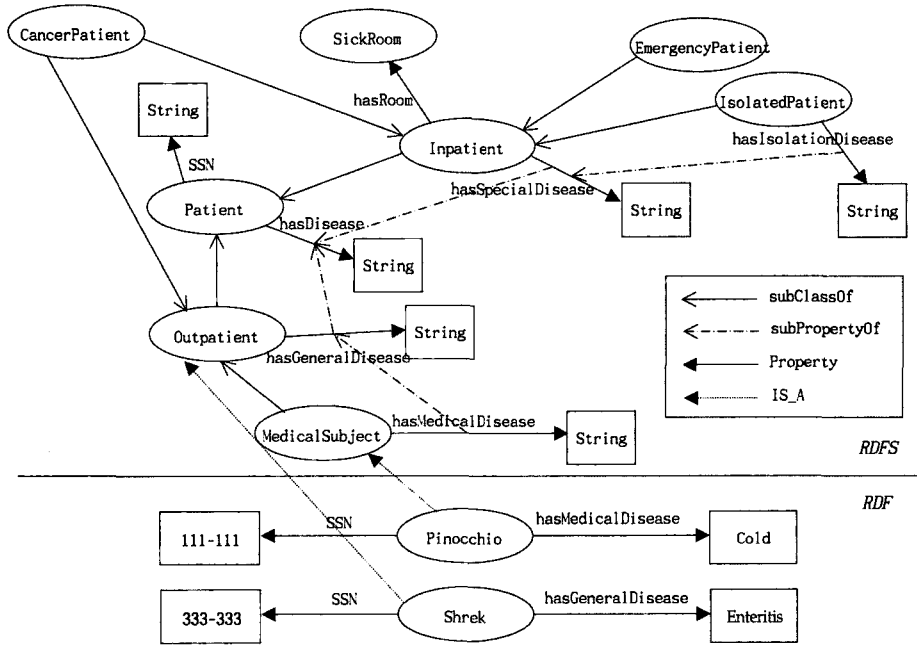 CancerPatient
SickRoom
EmergencyPatient
IsolatedPatient
String
hasRoom
hasIsolationDisease
Inpatient
SSN
hasSpecialDisease
Patient
hasDisease
String
String
String
subClassOf
Outpatient
String
subPropertyOf
hasGeneralDisease
Property
IS_A
hasMedicalDisease
MedicalSubject
String
RDFS
RDF
111-111
SSN
Pinocchio
hasMedicalDisease
Cold
333-333
SSN
Shrek
hasGeneralDisease
Enteritis